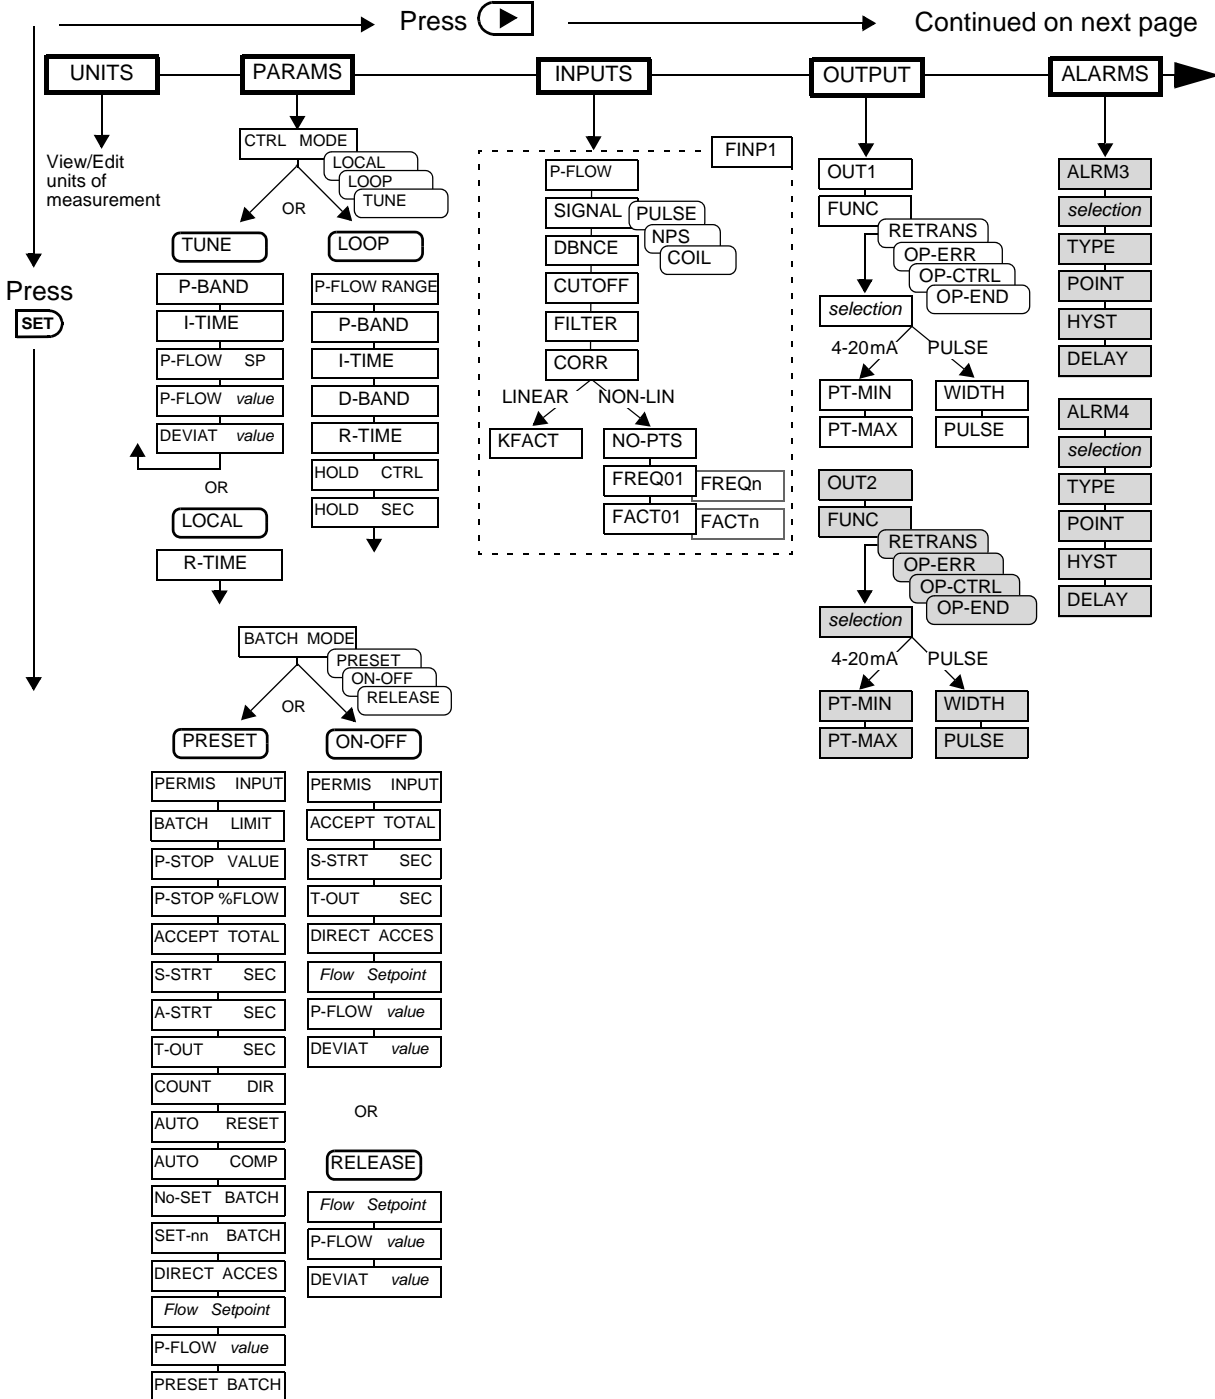 Press
Continued on next page
UNITS
PARAMS
INPUTS
OUTPUT
ALARMS
Press
SET
View/Edit
units of
measurement
CTRL MODE
LOCAL
LOOP
TUNE
OR
TUNE
P-BAND
I-TIME
P-FLOW SP
P-FLOW value
DEVIAT value
OR
LOCAL
R-TIME
LOOP
P-FLOW RANGE
P-BAND
I-TIME
D-BAND
R-TIME
HOLD CTRL
HOLD SEC
BATCH MODE
PRESET
ON-OFF
RELEASE
OR
PRESET
PERMIS INPUT
BATCH LIMIT
P-STOP VALUE
P-STOP %FLOW
ACCEPT TOTAL
S-STRT SEC
A-STRT SEC
T-OUT SEC
COUNT DIR
AUTO RESET
AUTO COMP
No-SET BATCH
SET-nn BATCH
DIRECT ACCES
Flow Setpoint
P-FLOW value
PRESET BATCH
ON-OFF
PERMIS INPUT
ACCEPT TOTAL
S-STRT SEC
T-OUT SEC
DIRECT ACCES
Flow Setpoint
P-FLOW value
DEVIAT value
OR
RELEASE
Flow Setpoint
P-FLOW value
DEVIAT value
FINP1
P-FLOW
SIGNAL
PULSE
NPS
COIL
DBNCE
CUTOFF
FILTER
CORR
LINEAR
NON-LIN
KFACT
NO-PTS
FREQ01
FREQn
FACT01
FACTn
OUT1
FUNC
RETRANS
OP-ERR
OP-CTRL
OP-END
selection
4-20mA
PULSE
PT-MIN
WIDTH
PT-MAX
PULSE
OUT2
FUNC
RETRANS
OP-ERR
OP-CTRL
OP-END
selection
4-20mA
PULSE
PT-MIN
WIDTH
PT-MAX
PULSE
ALRM3
selection
TYPE
POINT
HYST
DELAY
ALRM4
selection
TYPE
POINT
HYST
DELAY